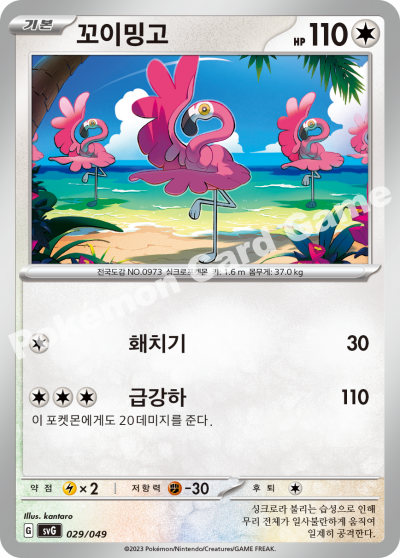 기본 꼬이밍고 HP 110
전국도감 NO.0973 싱크로포켓몬 키: 1.6 m 몸무게: 37.0 kg
Pokémon Card Game
홰치기 30
급강하 110
이 포켓몬에게도 20데미지를 준다.
약점 ×2 저항력 -30 후퇴
Illus. kantaro
싱크로라 불리는 습성으로 인해
무리 전체가 일사불란하게 움직여
일제히 공격한다.
G svG 029/049
©2023 Pokémon/Nintendo/Creatures/GAME FREAK.